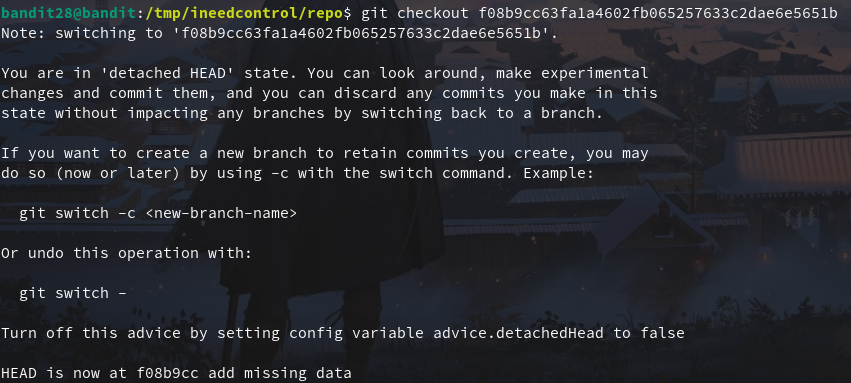 bandit28@bandit:/tmp/ineedcontrol/repo$ git checkout f08b9cc63fa1a4602fb065257633c2dae6e5651b
Note: switching to 'f08b9cc63fa1a4602fb065257633c2dae6e5651b'.
You are in 'detached HEAD' state. You can look around, make experimental
changes and commit them, and you can discard any commits you make in this
state without impacting any branches by switching back to a branch.
If you want to create a new branch to retain commits you create, you may
do so (now or later) by using -c with the switch command. Example:
git switch -c <new-branch-name>
Or undo this operation with:
git switch -
Turn off this advice by setting config variable advice.detachedHead to false
HEAD is now at f08b9cc add missing data